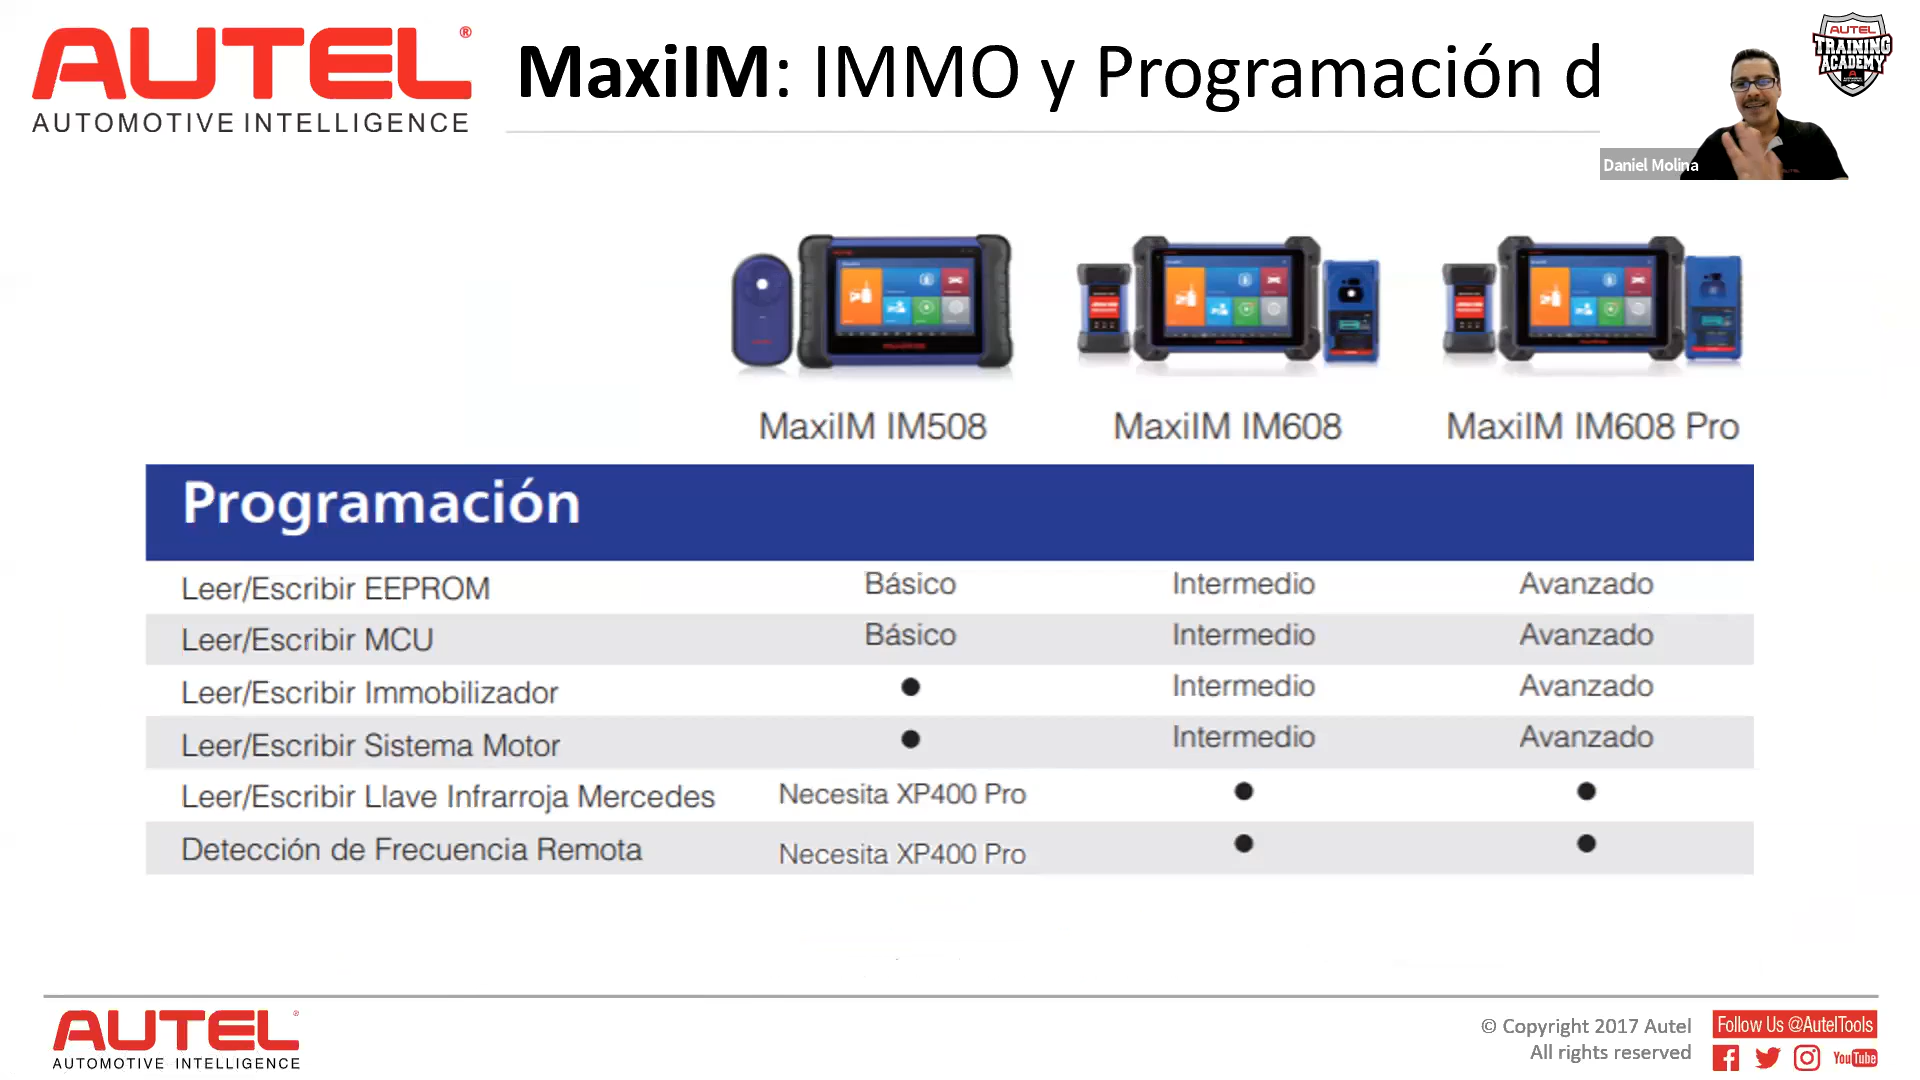 AUTEL®
AUTOMOTIVE INTELLIGENCE
MaxiIM: IMMO y Programación d
AUTEL
TRAINING
ACADEMY
Daniel Molina
MaxiIM IM508
MaxiIM IM608
MaxiIM IM608 Pro
Programación
Leer/Escribir EEPROM Básico Intermedio Avanzado
Leer/Escribir MCU Básico Intermedio Avanzado
Leer/Escribir Immobilizador ● Intermedio Avanzado
Leer/Escribir Sistema Motor ● Intermedio Avanzado
Leer/Escribir Llave Infrarroja Mercedes Necesita XP400 Pro ● ●
Detección de Frecuencia Remota Necesita XP400 Pro ● ●
AUTEL®
AUTOMOTIVE INTELLIGENCE
© Copyright 2017 Autel
All rights reserved
Follow Us @AutelTools
YouTube